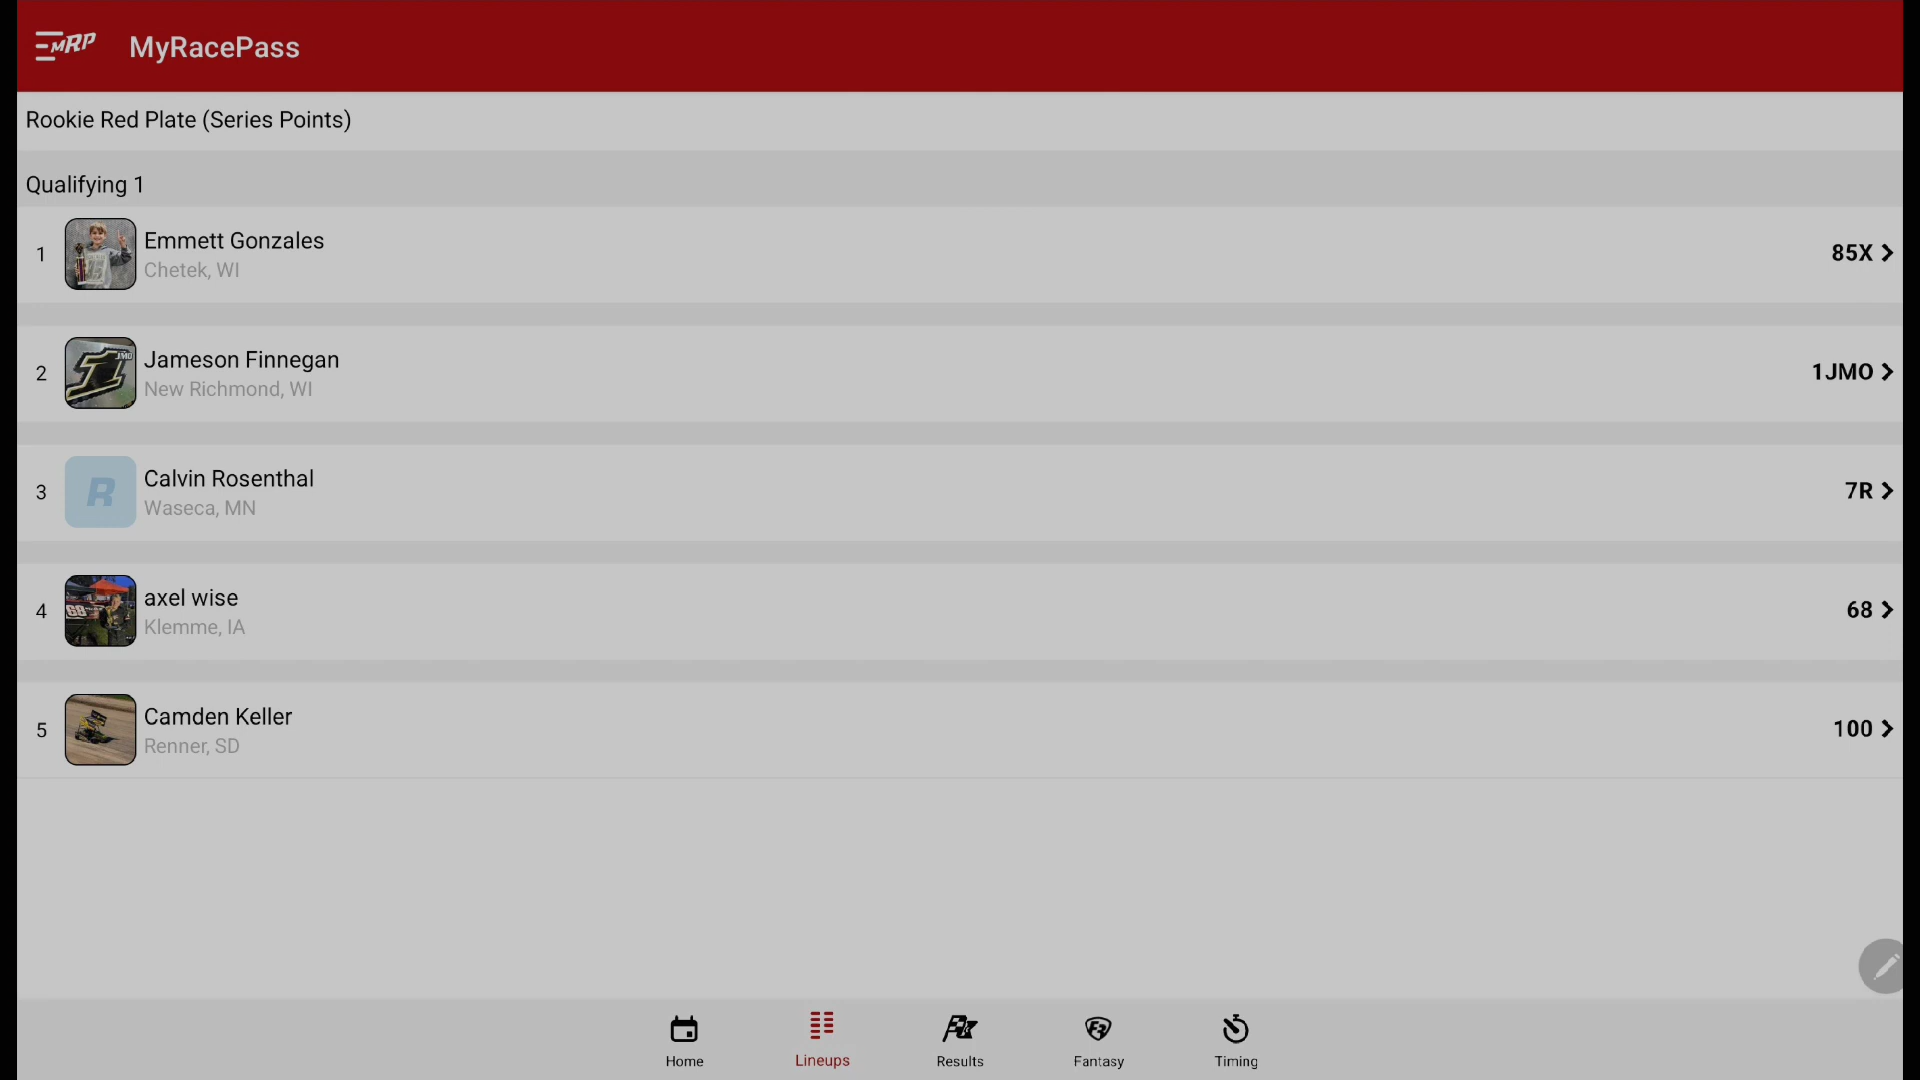 MRP
MyRacePass
Rookie Red Plate (Series Points)
Qualifying 1
1
Emmett Gonzales
Chetek, WI
85X
2
JMO
Jameson Finnegan
New Richmond, WI
1JMO
3
R
Calvin Rosenthal
Waseca, MN
7R
4
68
axel wise
Klemme, IA
68
5
Camden Keller
Renner, SD
100
Home
Lineups
Results
Fantasy
Timing